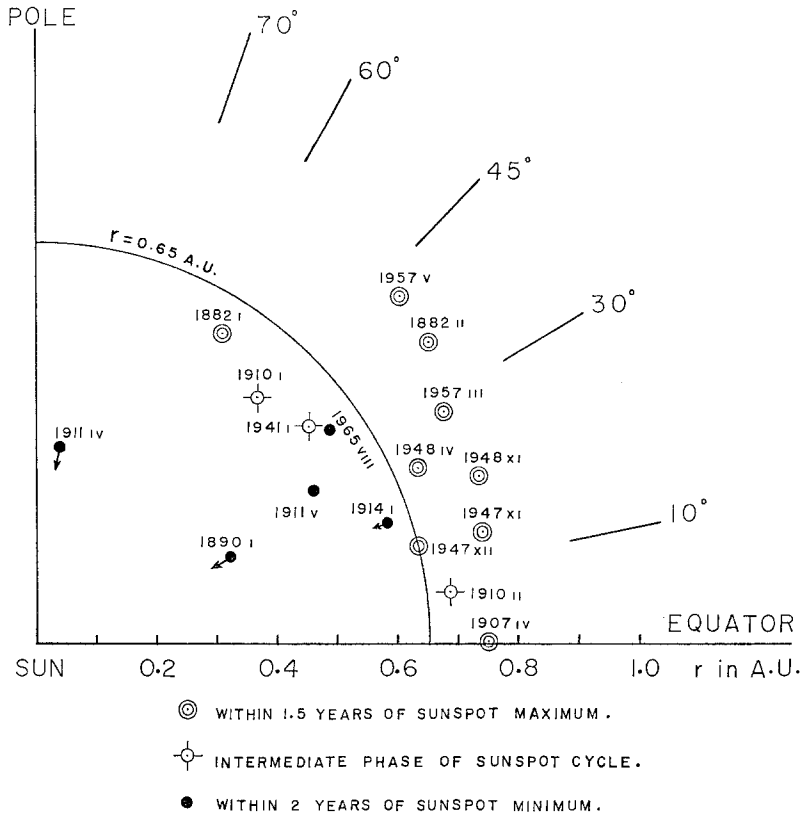 POLE
70°
60°
45°
30°
10°
r=0.65 A.U.
1957 V
1882 II
1882 I
1957 III
1910 I
1941 I
1965 VIII
1911 IV
1948 IV
1948 XI
1911 V
1914 I
1947 XI
1947 XII
1890 I
1910 II
1907 IV
EQUATOR
SUN 0.2 0.4 0.6 0.8 1.0 r in A.U.
WITHIN 1.5 YEARS OF SUNSPOT MAXIMUM.
INTERMEDIATE PHASE OF SUNSPOT CYCLE.
WITHIN 2 YEARS OF SUNSPOT MINIMUM.